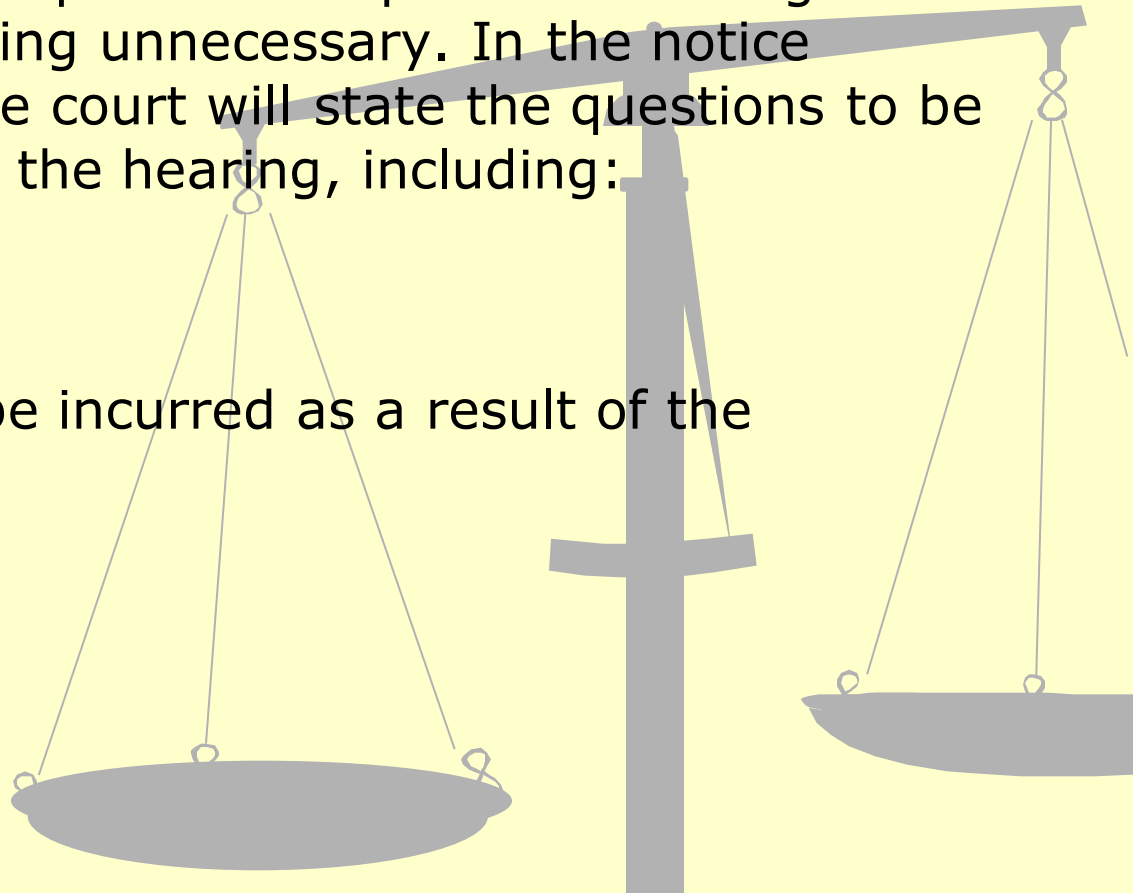 ing unnecessary. In the notice
e court will state the questions to be
the hearing, including:
be incurred as a result of the